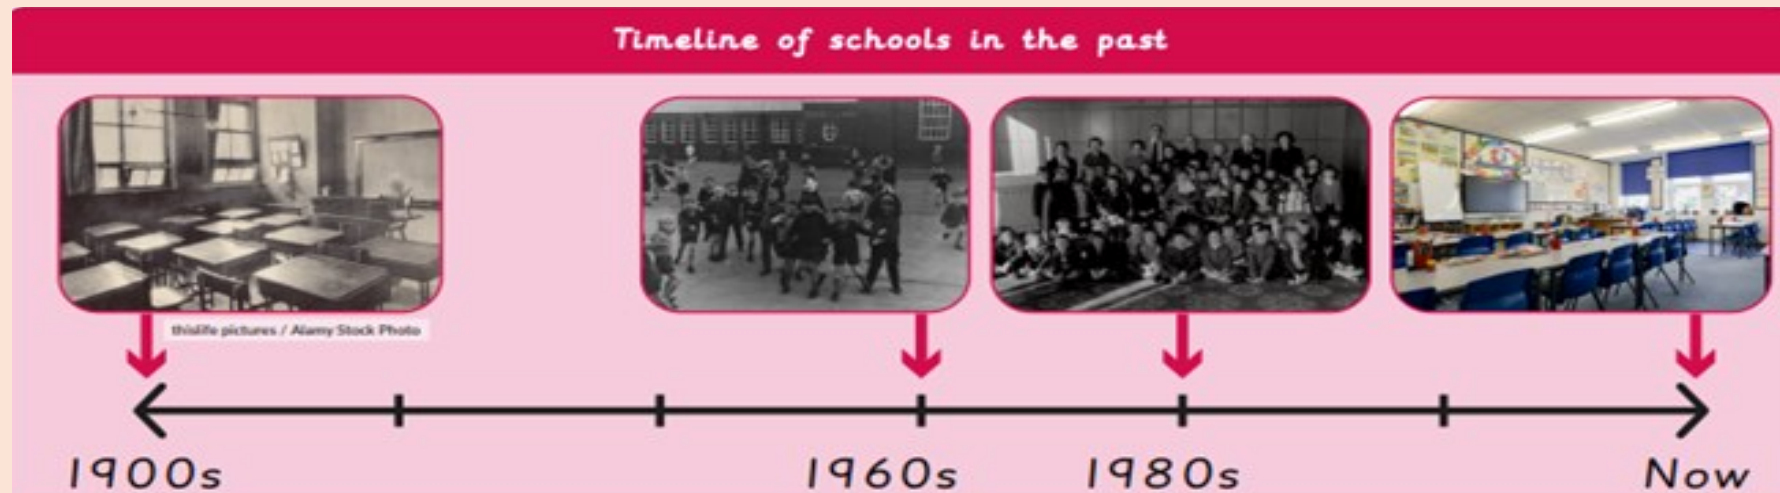 Timeline of schools in the past
thislife pictures / Alamy Stock Photo
1900s 1960s 1980s Now